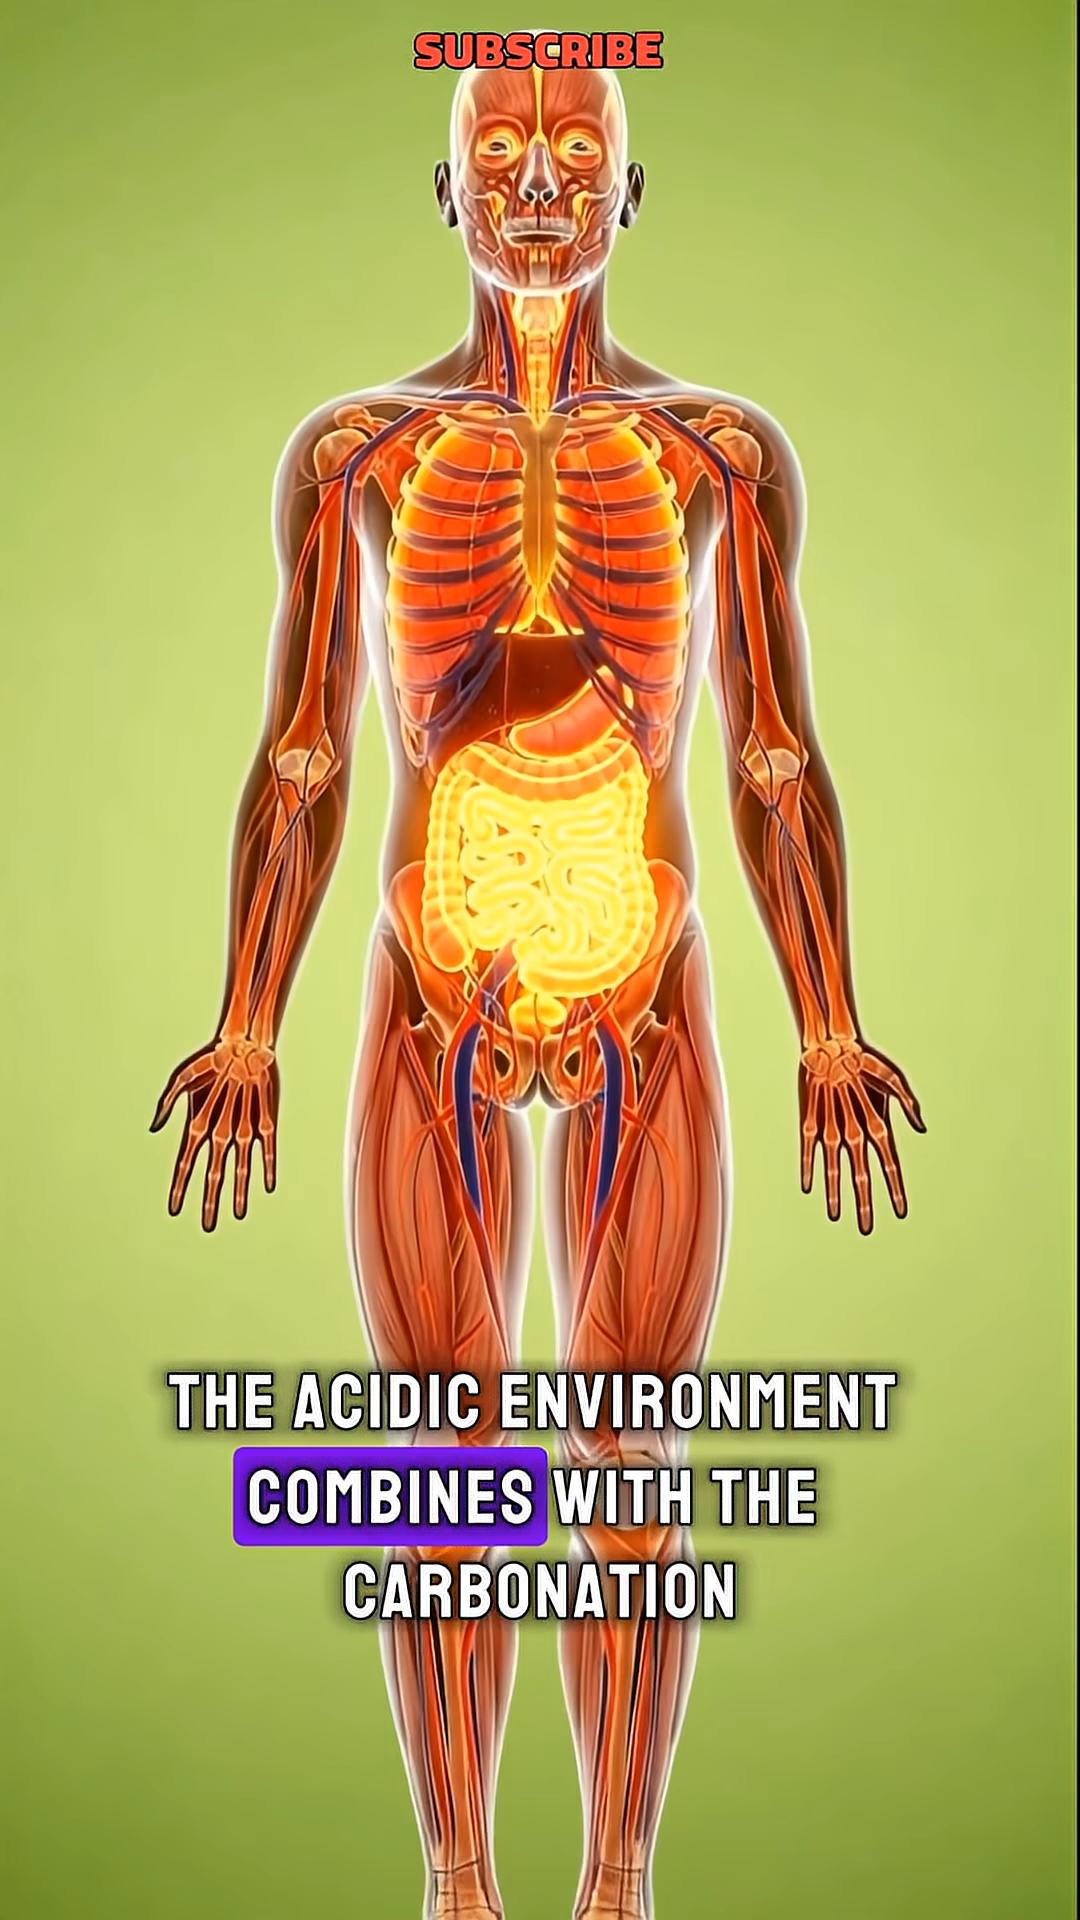 SUBSCRIBE
THE ACIDIC ENVIRONMENT
COMBINES WITH THE
CARBONATION